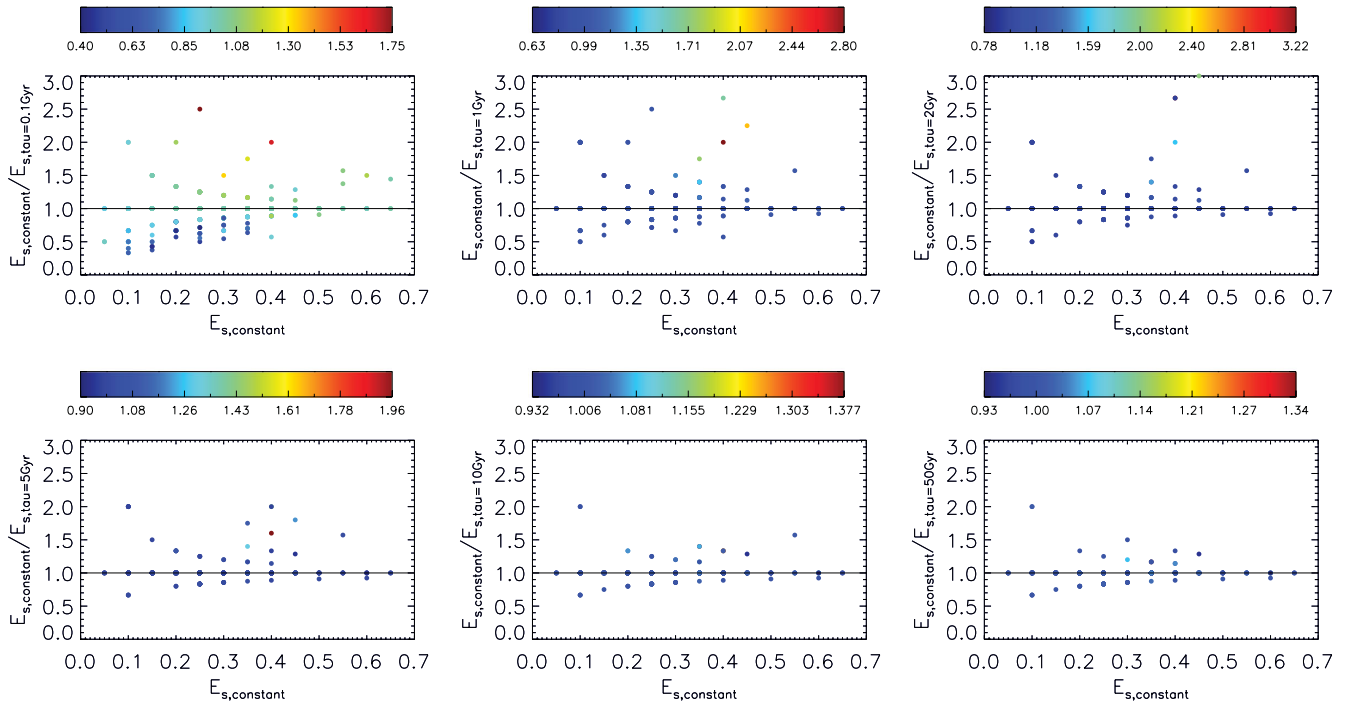 0.40 0.63 0.85 1.08 1.30 1.53 1.75
0.63 0.99 1.35 1.71 2.07 2.44 2.80
0.78 1.18 1.59 2.00 2.40 2.81 3.22
E_s,constant/E_s,tau=0.1Gyr
3.0
2.5
2.0
1.5
1.0
0.5
0.0
0.0 0.1 0.2 0.3 0.4 0.5 0.6 0.7
E_s,constant
E_s,constant/E_s,tau=1Gyr
3.0
2.5
2.0
1.5
1.0
0.5
0.0
0.0 0.1 0.2 0.3 0.4 0.5 0.6 0.7
E_s,constant
E_s,constant/E_s,tau=2Gyr
3.0
2.5
2.0
1.5
1.0
0.5
0.0
0.0 0.1 0.2 0.3 0.4 0.5 0.6 0.7
E_s,constant
0.90 1.08 1.26 1.43 1.61 1.78 1.96
0.932 1.006 1.081 1.155 1.229 1.303 1.377
0.93 1.00 1.07 1.14 1.21 1.27 1.34
E_s,constant/E_s,tau=5Gyr
3.0
2.5
2.0
1.5
1.0
0.5
0.0
0.0 0.1 0.2 0.3 0.4 0.5 0.6 0.7
E_s,constant
E_s,constant/E_s,tau=10Gyr
3.0
2.5
2.0
1.5
1.0
0.5
0.0
0.0 0.1 0.2 0.3 0.4 0.5 0.6 0.7
E_s,constant
E_s,constant/E_s,tau=50Gyr
3.0
2.5
2.0
1.5
1.0
0.5
0.0
0.0 0.1 0.2 0.3 0.4 0.5 0.6 0.7
E_s,constant